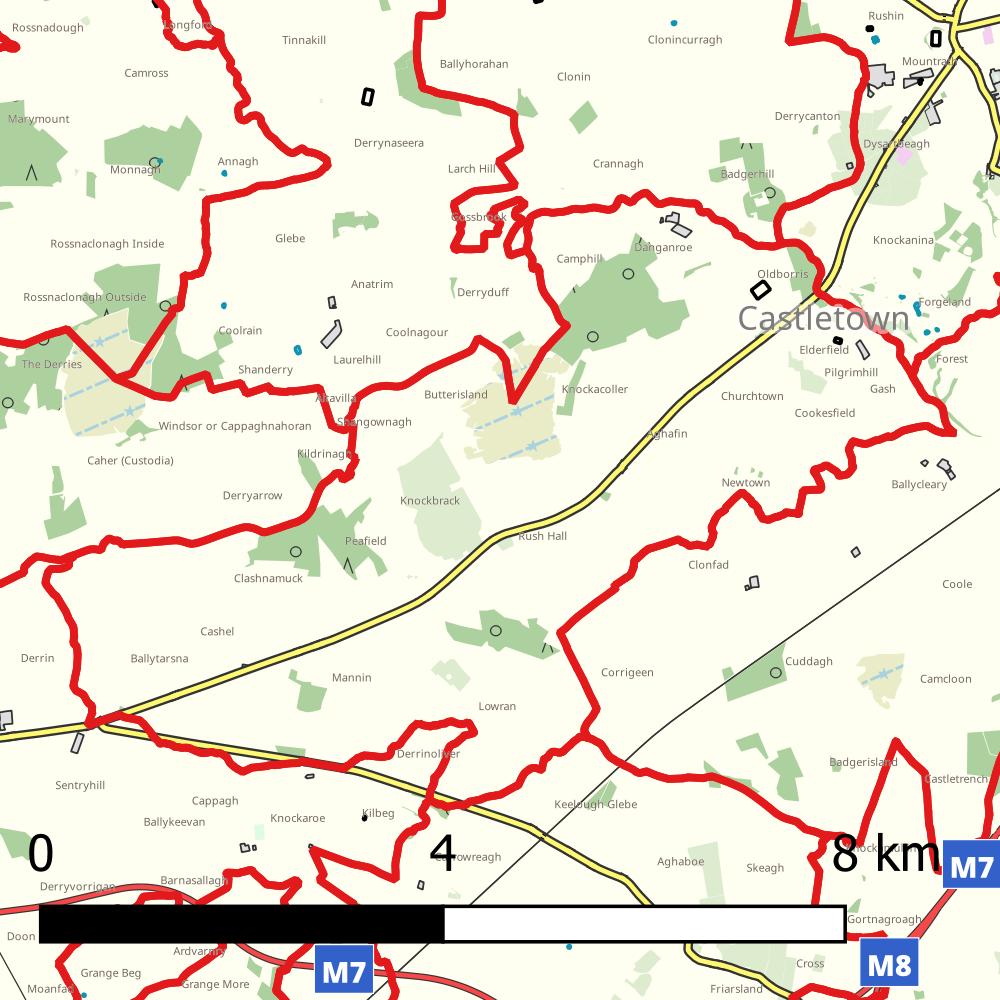 Rossnadough
Longford
Tinnakill
Clonincurragh
Rushin
Mountrath
Camross
Ballyhorahan
Clonin
Marymount
Derrycanton
Derrynaseera
Monnagh
Annagh
Larch Hill
Crannagh
Dysartbeagh
Badgerhill
Gossbrook
Rossnaclonagh Inside
Glebe
Danganroe
Knockanina
Camphill
Oldborris
Anatrim
Derryduff
Rossnaclonagh Outside
Forgeland
Castletown
Coolrain
Coolnagour
Elderfield
Laurelhill
Forest
The Derries
Shanderry
Pilgrimhill
Altavilla
Butterisland
Knockacoller
Churchtown
Gash
Cookesfield
Windsor or Cappaghnahoran
Shangownagh
Aghafin
Caher (Custodia)
Kildrinagh
Newtown
Ballycleary
Derryarrow
Knockbrack
Peafield
Rush Hall
Clashnamuck
Clonfad
Coole
Cashel
Derrin
Ballytarsna
Cuddagh
Mannin
Corrigeen
Camcloon
Lowran
Derrinoliver
Badgerisland
Castletrench
Sentryhill
Cappagh
Keelough Glebe
Ballykeevan
Knockaroe
Kilbeg
0 4 8 km
Aghaboe
Skeagh
M7
Derryvorrigan
Barnasallagh
Gortnagroagh
Doon
Ardvarney
M7
M8
Cross
Grange Beg
Grange More
Friarsland